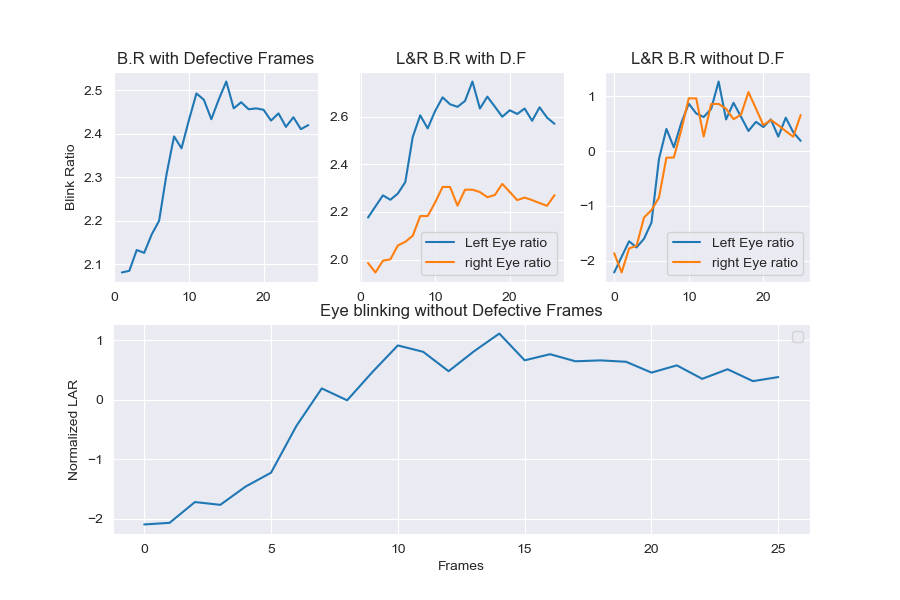 B.R with Defective Frames
L&R B.R with D.F
L&R B.R without D.F
Blink Ratio
2.5
2.4
2.3
2.2
2.1
0 10 20
2.6
2.4
2.2
2.0
0 10 20
Left Eye ratio
right Eye ratio
1
0
−1
−2
0 10 20
Left Eye ratio
right Eye ratio
Eye blinking without Defective Frames
Normalized LAR
1
0
−1
−2
0 5 10 15 20 25
Frames